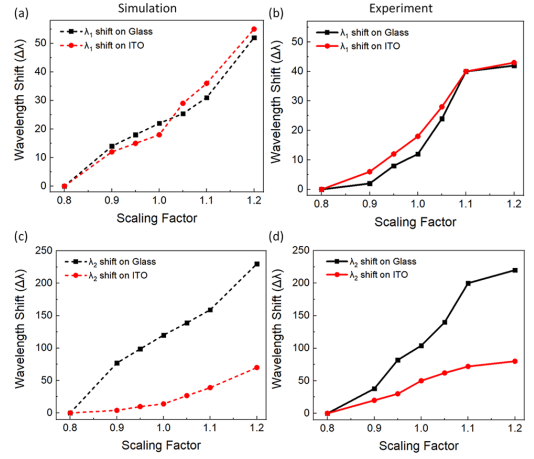 Simulation
Experiment
(a)
λ1 shift on Glass
λ1 shift on ITO
Wavelength Shift (Δλ)
50
40
30
20
10
0
0.8 0.9 1.0 1.1 1.2
Scaling Factor
(b)
λ1 shift on Glass
λ1 shift on ITO
Wavelength Shift (Δλ)
50
40
30
20
10
0
0.8 0.9 1.0 1.1 1.2
Scaling Factor
(c)
λ2 shift on Glass
λ2 shift on ITO
Wavelength Shift (Δλ)
250
200
150
100
50
0
0.8 0.9 1.0 1.1 1.2
Scaling Factor
(d)
λ2 shift on Glass
λ2 shift on ITO
Wavelength Shift (Δλ)
250
200
150
100
50
0
0.8 0.9 1.0 1.1 1.2
Scaling Factor